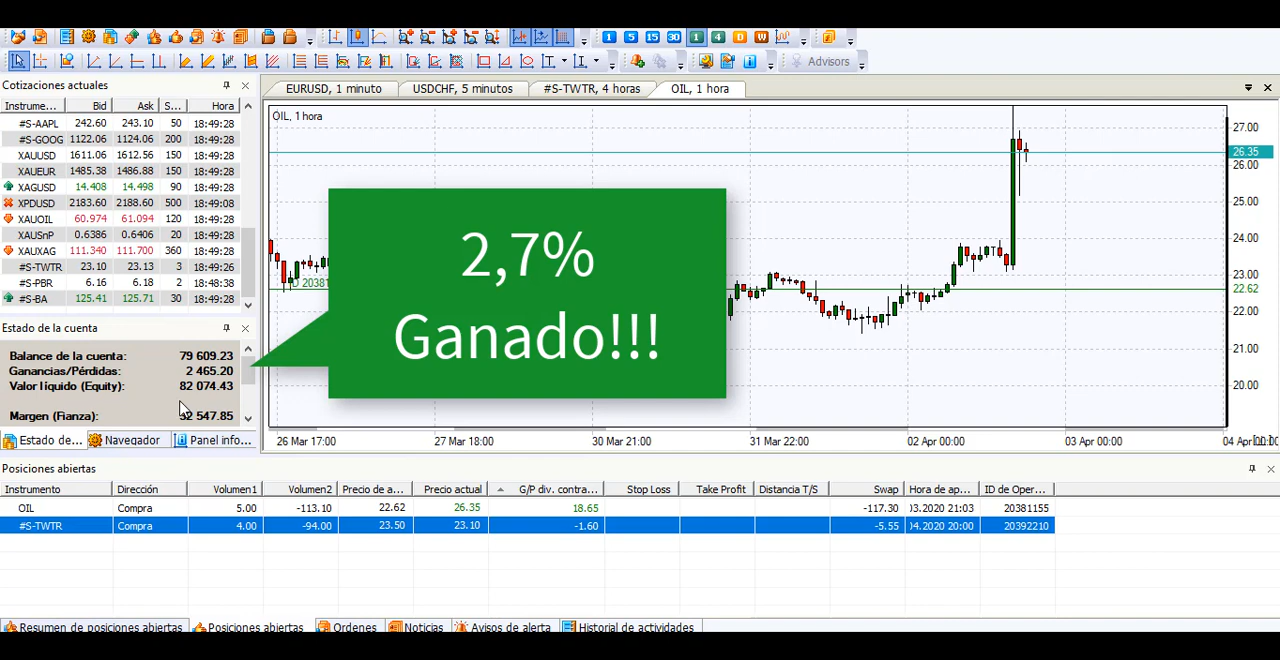 1 5 15 30 1 4 D W
Advisors
Cotizaciones actuales
Instrume... Bid Ask S... Hora
#S-AAPL 242.60 243.10 50 18:49:28
#S-GOOG 1122.06 1124.06 200 18:49:28
XAUUSD 1611.06 1612.56 150 18:49:28
XAUEUR 1485.38 1486.88 150 18:49:28
XAGUSD 14.408 14.498 90 18:49:28
XPDUSD 2183.60 2188.60 500 18:49:08
XAUOIL 60.974 61.094 120 18:49:28
XAUSnP 0.6386 0.6406 20 18:49:28
XAUXAG 111.340 111.700 360 18:49:28
#S-TWTR 23.10 23.13 3 18:49:26
#S-PBR 6.16 6.18 2 18:48:38
#S-BA 125.41 125.71 30 18:49:28
Estado de la cuenta
Balance de la cuenta: 79 609.23
Ganancias/Pérdidas: 2 465.20
Valor líquido (Equity): 82 074.43
Margen (Fianza): 32 547.85
Estado de... Navegador Panel info...
EURUSD, 1 minuto USDCHF, 5 minutos #S-TWTR, 4 horas OIL, 1 hora
OIL, 1 hora
27.00
26.35
26.00
25.00
24.00
23.00
22.62
22.00
21.00
20.00
2,7%
Ganado!!!
26 Mar 17:00 27 Mar 18:00 30 Mar 21:00 31 Mar 22:00 02 Apr 00:00 03 Apr 00:00 04 Apr
Posiciones abiertas
Instrumento Dirección Volumen1 Volumen2 Precio de a... Precio actual G/P div. contra... Stop Loss Take Profit Distancia T/S Swap Hora de ap... ID de Oper...
OIL Compra 5.00 -113.10 22.62 26.35 18.65 -117.30 03.2020 21:03 20381155
#S-TWTR Compra 4.00 -94.00 23.50 23.10 -1.60 -5.55 04.2020 20:00 20392210
Resumen de posiciones abiertas Posiciones abiertas Ordenes Noticias Avisos de alerta Historial de actividades